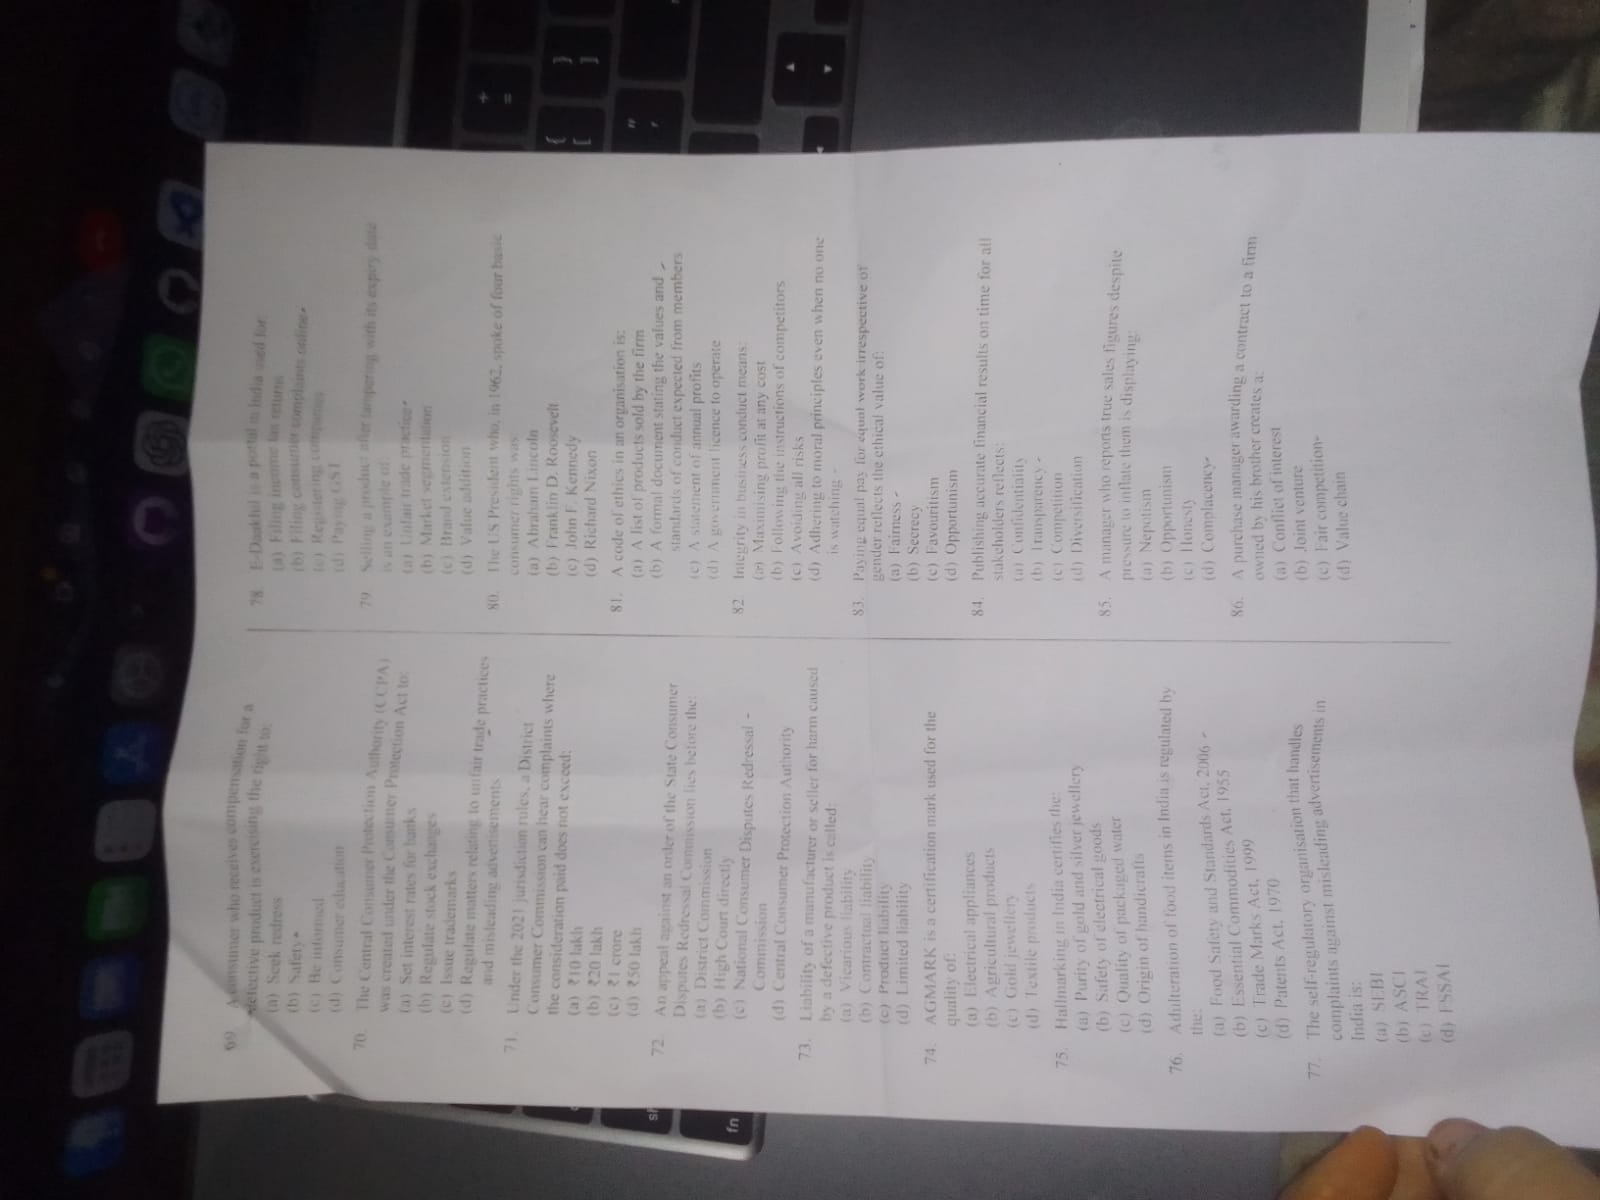 69. A consumer who receives compensation for a
defective product is exercising the right to:
(a) Seek redress
(b) Safety
(c) Be informed
(d) Consumer education
70. The Central Consumer Protection Authority (CCPA)
was created under the Consumer Protection Act to:
(a) Set interest rates for banks
(b) Regulate stock exchanges
(c) Issue trademarks
(d) Regulate matters relating to unfair trade practices
and misleading advertisements
71. Under the 2021 jurisdiction rules, a District
Consumer Commission can hear complaints where
the consideration paid does not exceed:
(a) ₹10 lakh
(b) ₹20 lakh
(c) ₹1 crore
(d) ₹50 lakh
72. An appeal against an order of the State Consumer
Disputes Redressal Commission lies before the:
(a) District Commission
(b) High Court directly
(c) National Consumer Disputes Redressal
Commission
(d) Central Consumer Protection Authority
73. Liability of a manufacturer or seller for harm caused
by a defective product is called:
(a) Vicarious liability
(b) Contractual liability
(c) Product liability
(d) Limited liability
74. AGMARK is a certification mark used for the
quality of:
(a) Electrical appliances
(b) Agricultural products
(c) Gold jewellery
(d) Textile products
75. Hallmarking in India certifies the:
(a) Purity of gold and silver jewellery
(b) Safety of electrical goods
(c) Quality of packaged water
(d) Origin of handicrafts
76. Adulteration of food items in India is regulated by
the:
(a) Food Safety and Standards Act, 2006
(b) Essential Commodities Act, 1955
(c) Trade Marks Act, 1999
(d) Patents Act, 1970
77. The self-regulatory organisation that handles
complaints against misleading advertisements in
India is:
(a) SEBI
(b) ASCI
(c) TRAI
(d) FSSAI
78. E-Daakhil is a portal in India used for:
(a) Filing income tax returns
(b) Filing consumer complaints online
(c) Registering companies
(d) Paying GST
79. Selling a product after tampering with its expiry date
is an example of:
(a) Unfair trade practice
(b) Market segmentation
(c) Brand extension
(d) Value addition
80. The US President who, in 1962, spoke of four basic
consumer rights was:
(a) Abraham Lincoln
(b) Franklin D. Roosevelt
(c) John F. Kennedy
(d) Richard Nixon
81. A code of ethics in an organisation is:
(a) A list of products sold by the firm
(b) A formal document stating the values and
standards of conduct expected from members
(c) A statement of annual profits
(d) A government licence to operate
82. Integrity in business conduct means:
(a) Maximising profit at any cost
(b) Following the instructions of competitors
(c) Avoiding all risks
(d) Adhering to moral principles even when no one
is watching
83. Paying equal pay for equal work irrespective of
gender reflects the ethical value of:
(a) Fairness
(b) Secrecy
(c) Favouritism
(d) Opportunism
84. Publishing accurate financial results on time for all
stakeholders reflects:
(a) Confidentiality
(b) Transparency
(c) Competition
(d) Diversification
85. A manager who reports true sales figures despite
pressure to inflate them is displaying:
(a) Nepotism
(b) Opportunism
(c) Honesty
(d) Complacency
86. A purchase manager awarding a contract to a firm
owned by his brother creates a:
(a) Conflict of interest
(b) Joint venture
(c) Fair competition
(d) Value chain
fn
+
=
{
[
}
]
"
'